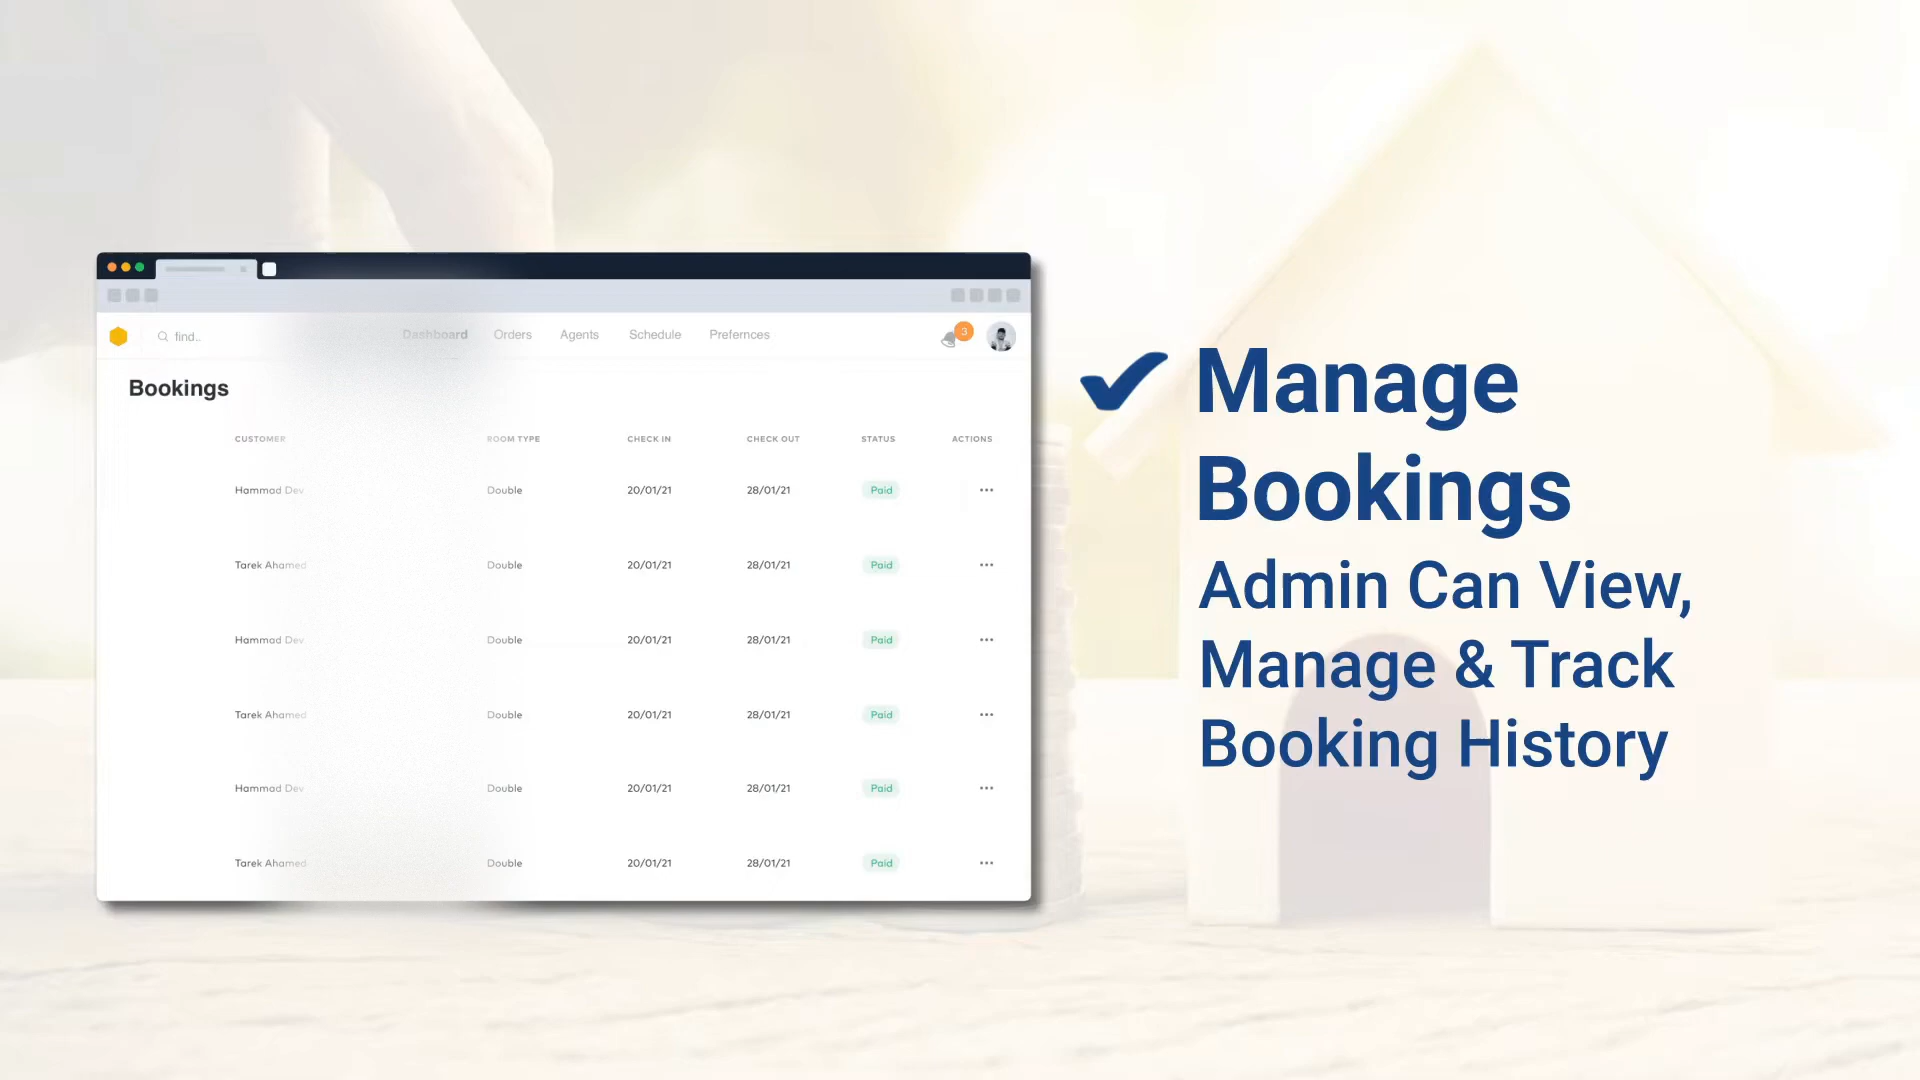 find..
Dashboard Orders Agents Schedule Prefernces
3
Bookings
CUSTOMER ROOM TYPE CHECK IN CHECK OUT STATUS ACTIONS
Hammad Dev Double 20/01/21 28/01/21 Paid
Tarek Ahamed Double 20/01/21 28/01/21 Paid
Hammad Dev Double 20/01/21 28/01/21 Paid
Tarek Ahamed Double 20/01/21 28/01/21 Paid
Hammad Dev Double 20/01/21 28/01/21 Paid
Tarek Ahamed Double 20/01/21 28/01/21 Paid
Manage
Bookings
Admin Can View,
Manage & Track
Booking History